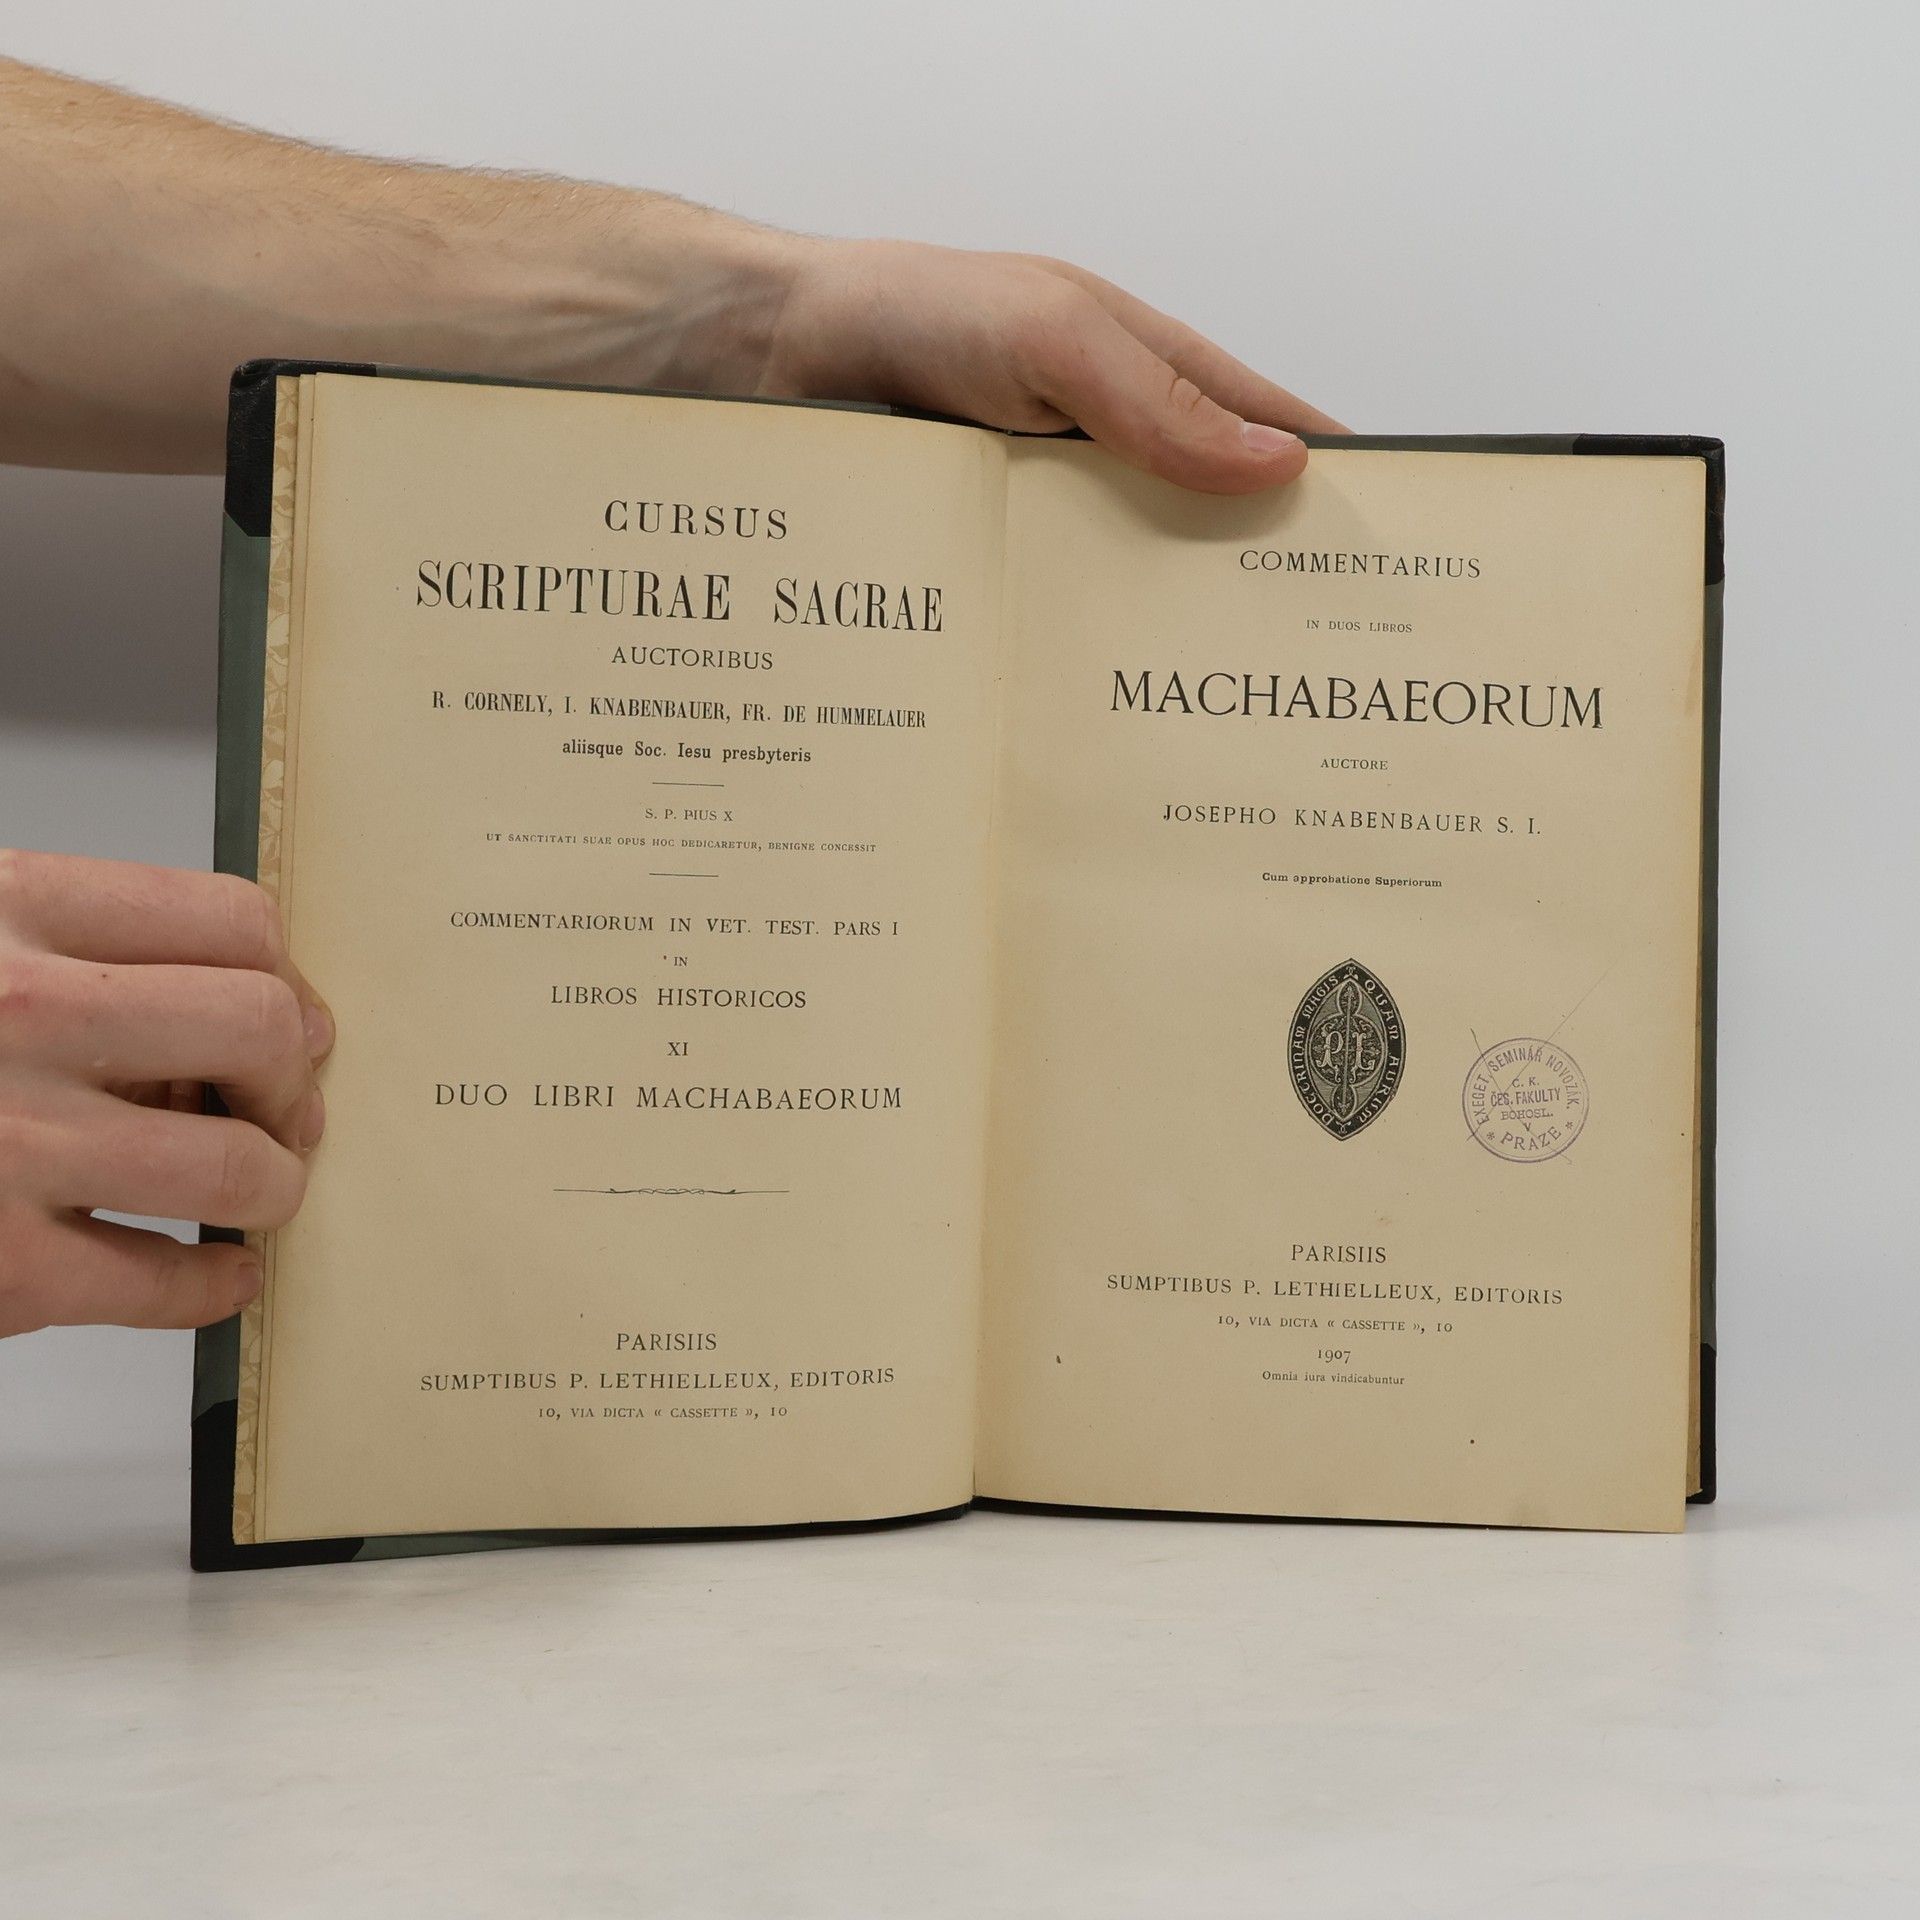 CURSUS
SCRIPTURAE SACRAE
AUCTORIBUS
R. CORNELY, I. KNABENBAUER, FR. DE HUMMELAUER
aliisque Soc. Iesu presbyteris
S. P. PIUS X
UT SANCTITATI SUAE OPUS HOC DEDICARETUR, BENIGNE CONCESSIT
COMMENTARIORUM IN VET. TEST. PARS I
IN
LIBROS HISTORICOS
XI
DUO LIBRI MACHABAEORUM
PARISIIS
SUMPTIBUS P. LETHIELLEUX, EDITORIS
10, VIA DICTA « CASSETTE », 10
COMMENTARIUS
IN DUOS LIBROS
MACHABAEORUM
AUCTORE
JOSEPHO KNABENBAUER S. I.
Cum approbatione Superiorum
DOCTRINAM MAGIS QUAM AURUM
PL
EXEGET. SEMINÁŘ NOVOZÁK.
C. K.
ČES. FAKULTY
BOHOSL.
V
* PRAZE *
PARISIIS
SUMPTIBUS P. LETHIELLEUX, EDITORIS
10, VIA DICTA « CASSETTE », 10
1907
Omnia iura vindicabuntur